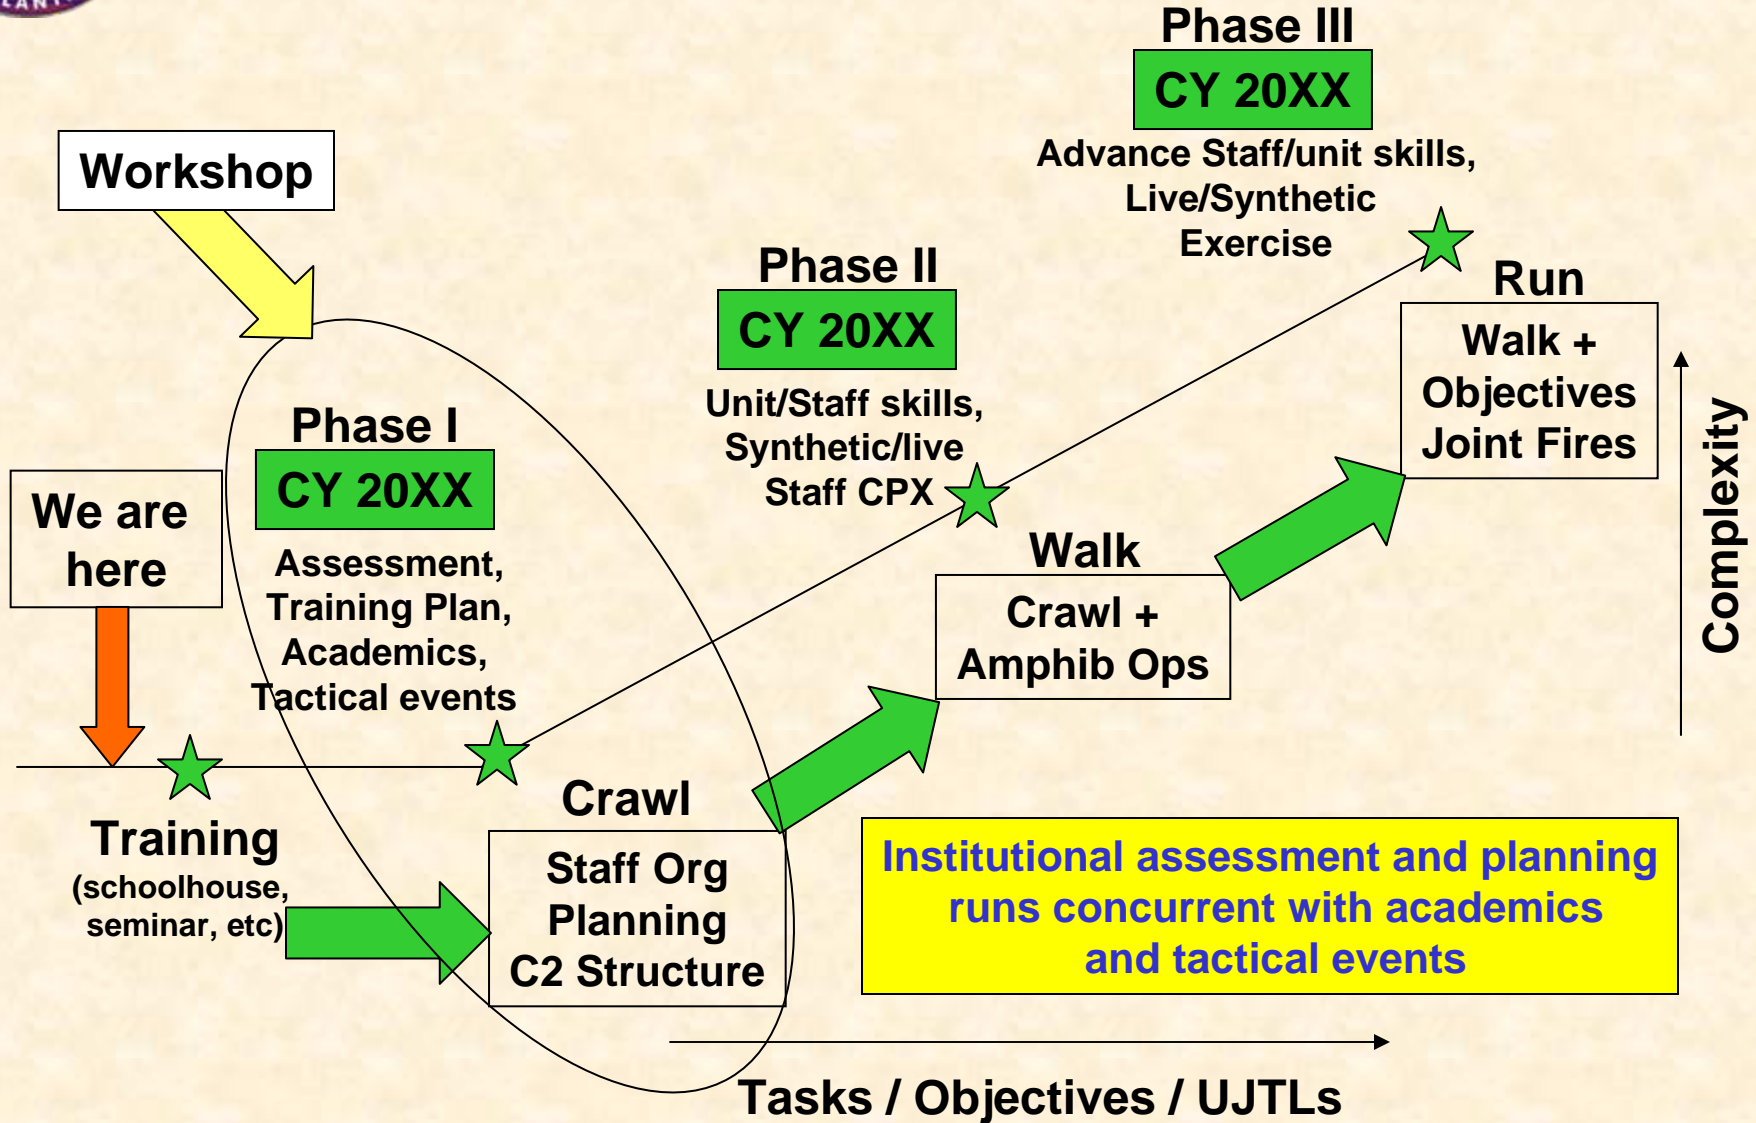 Phase III
CY 20XX
Advance Staff/unit skills,
Live/Synthetic
Exercise
Workshop
Phase II
CY 20XX
Unit/Staff skills,
Synthetic/live
Staff CPX
Run
Walk +
Objectives
Joint Fires
Complexity
Phase I
CY 20XX
Assessment,
Training Plan,
Academics,
Tactical events
We are
here
Walk
Crawl +
Amphib Ops
Training
(schoolhouse,
seminar, etc)
Crawl
Staff Org
Planning
C2 Structure
Institutional assessment and planning
runs concurrent with academics
and tactical events
Tasks / Objectives / UJTLs